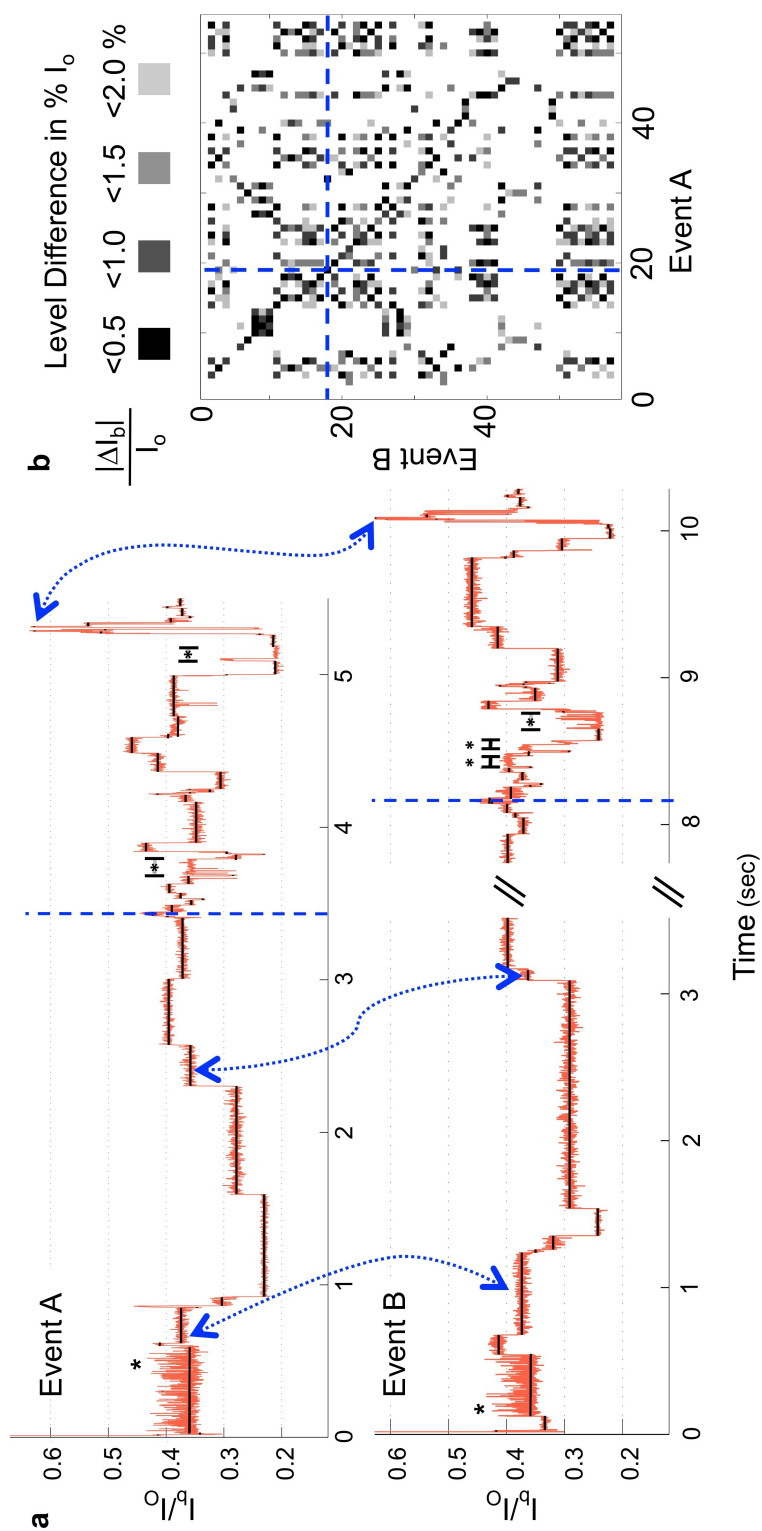 a
Event A
I_b/I_O
0.6
0.5
0.4
0.3
0.2
*
I*I
I*I
0
1
2
3
4
5
Event B
I_b/I_O
0.6
0.5
0.4
0.3
0.2
*
* *
HH
I*I
//
//
0
1
2
3
8
9
10
Time (sec)
b
Level Difference in % I_o
|ΔI_b|
I_o
<0.5
<1.0
<1.5
<2.0 %
Event B
0
20
40
0
20
40
Event A